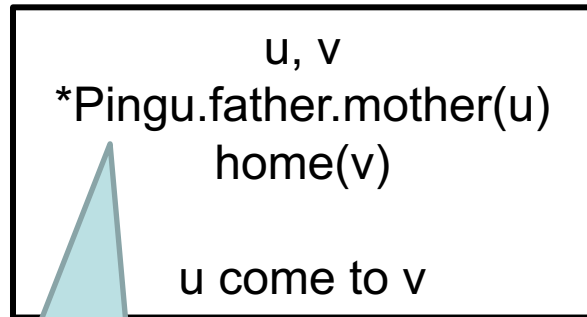 u, v
*Pingu.father.mother(u)
home(v)
u come to v